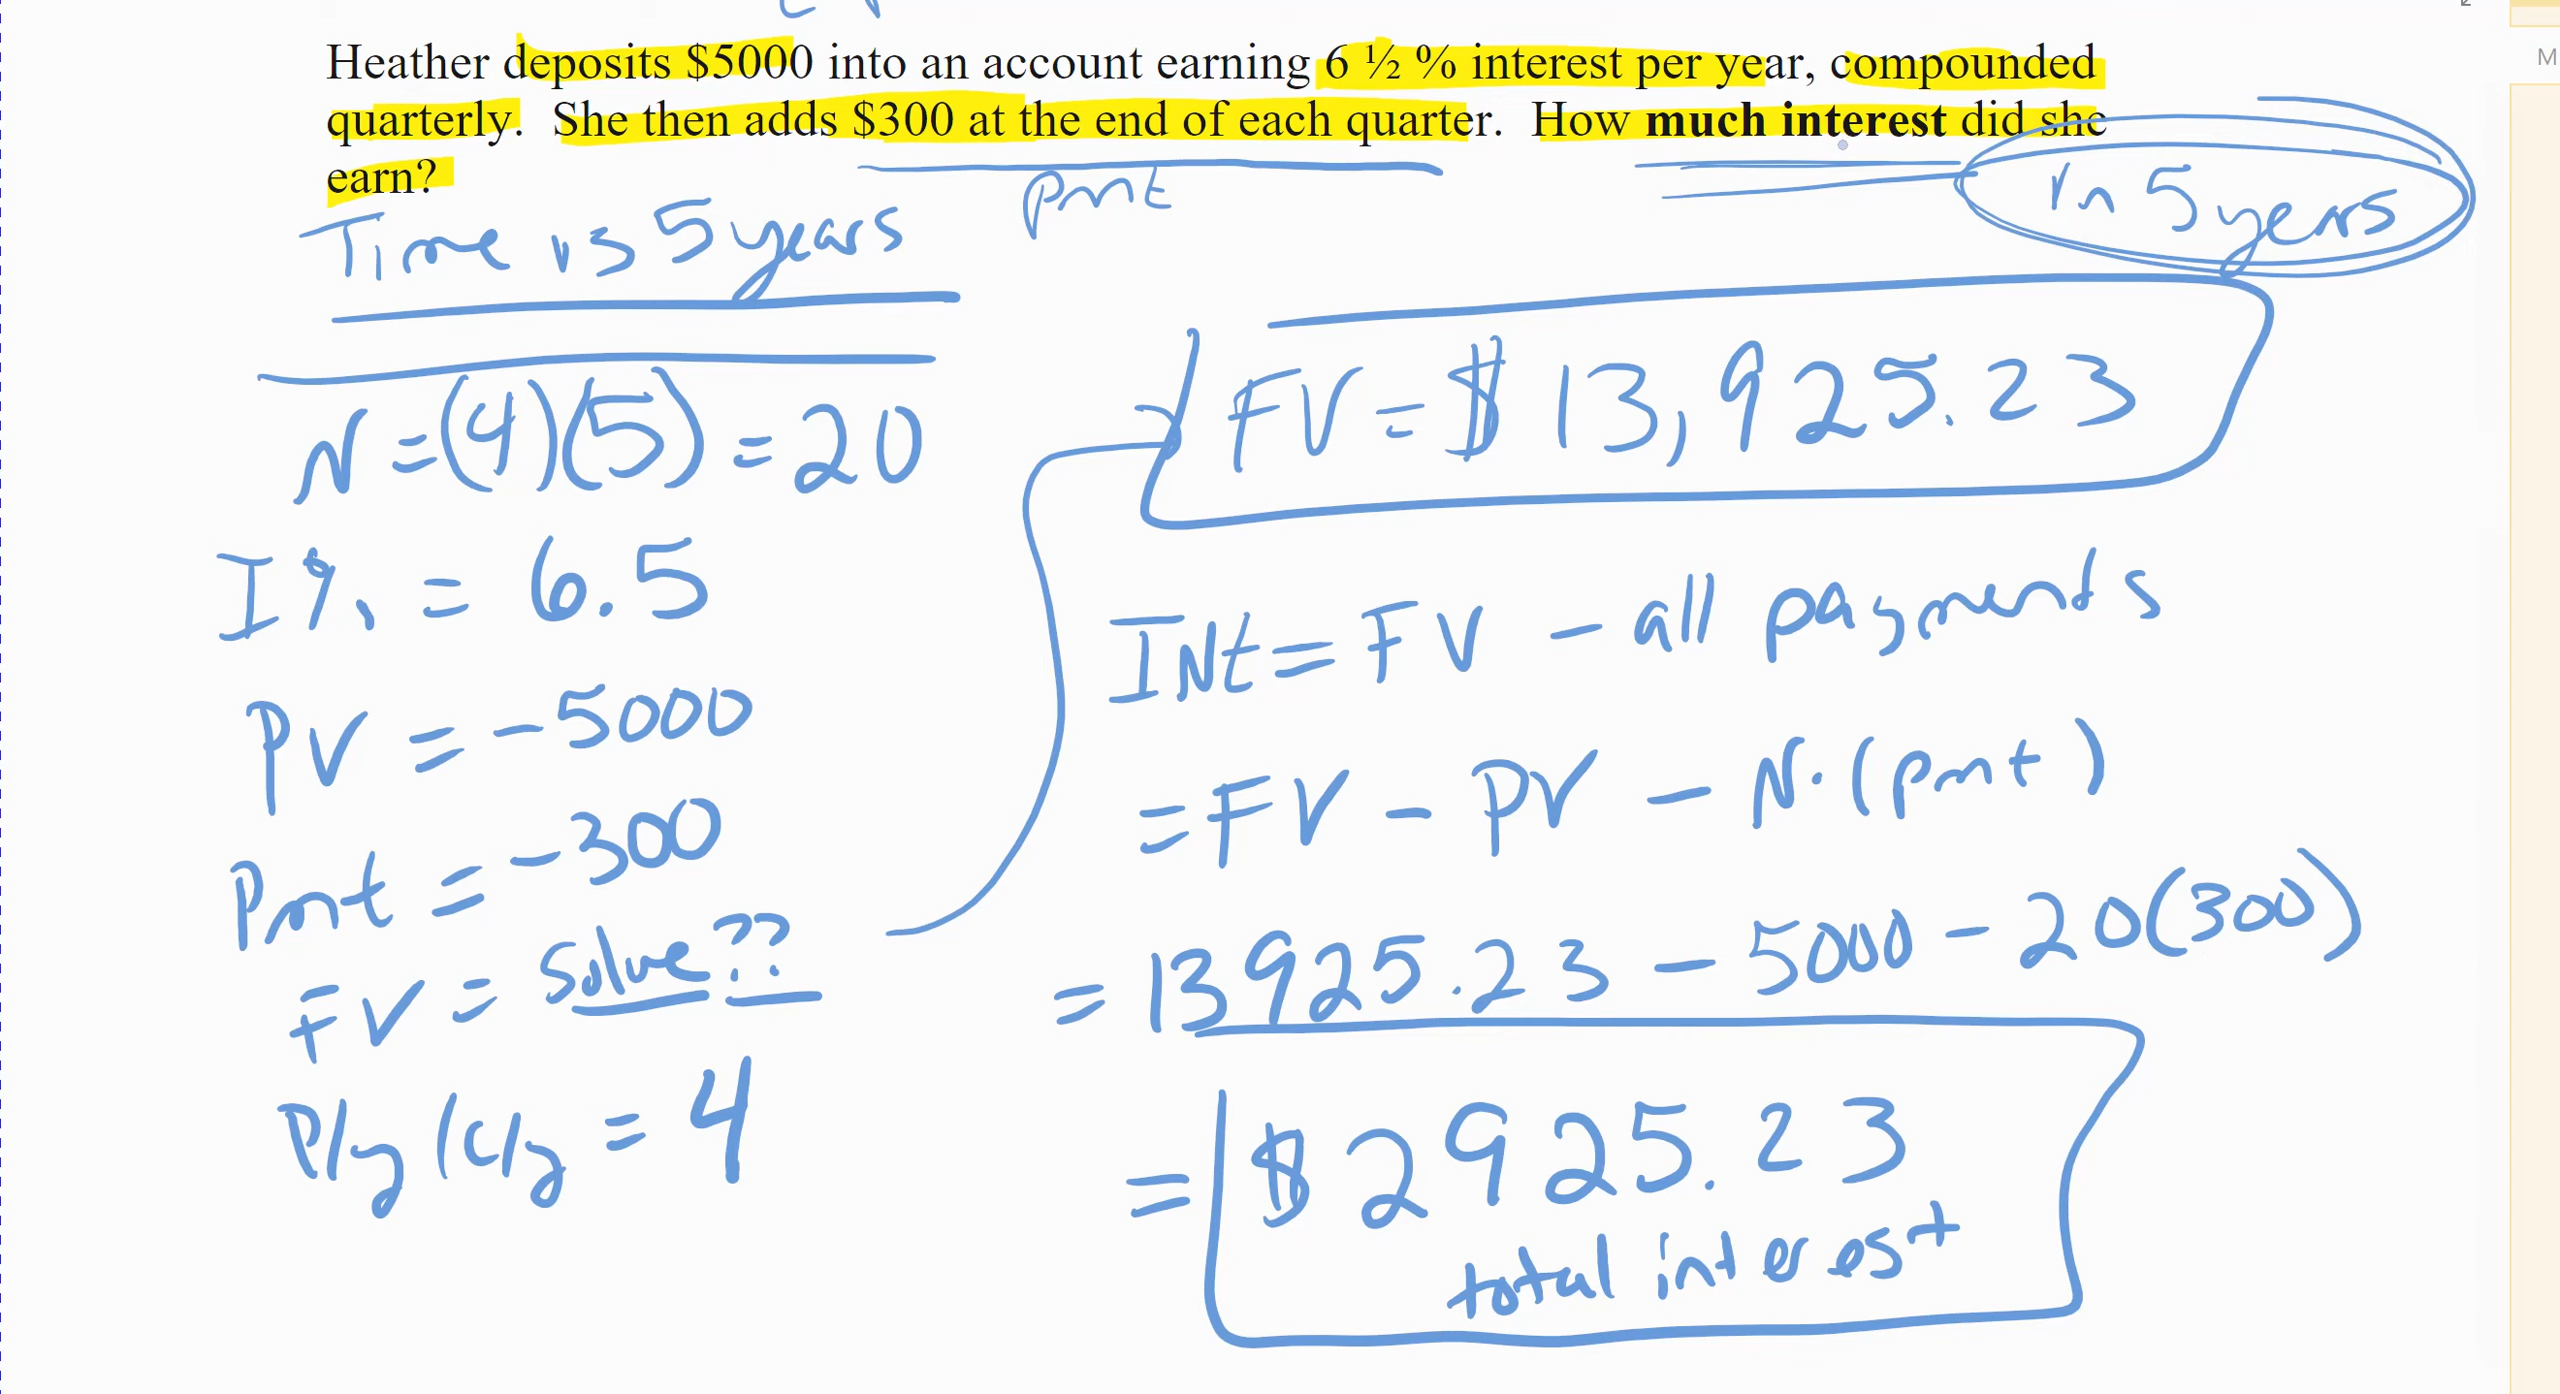 Heather deposits $5000 into an account earning 6 ½ % interest per year, compounded
quarterly. She then adds $300 at the end of each quarter. How much interest did she
earn?
in 5 years
pmt
Time is 5 years
N = (4)(5) = 20
I% = 6.5
PV = -5000
Pmt = -300
FV = solve??
P/y / C/y = 4
FV = $ 13,925.23
INt = FV - all payments
= FV - PV - N·(pmt)
= 13925.23 - 5000 - 20(300)
= $2925.23
total interest
M